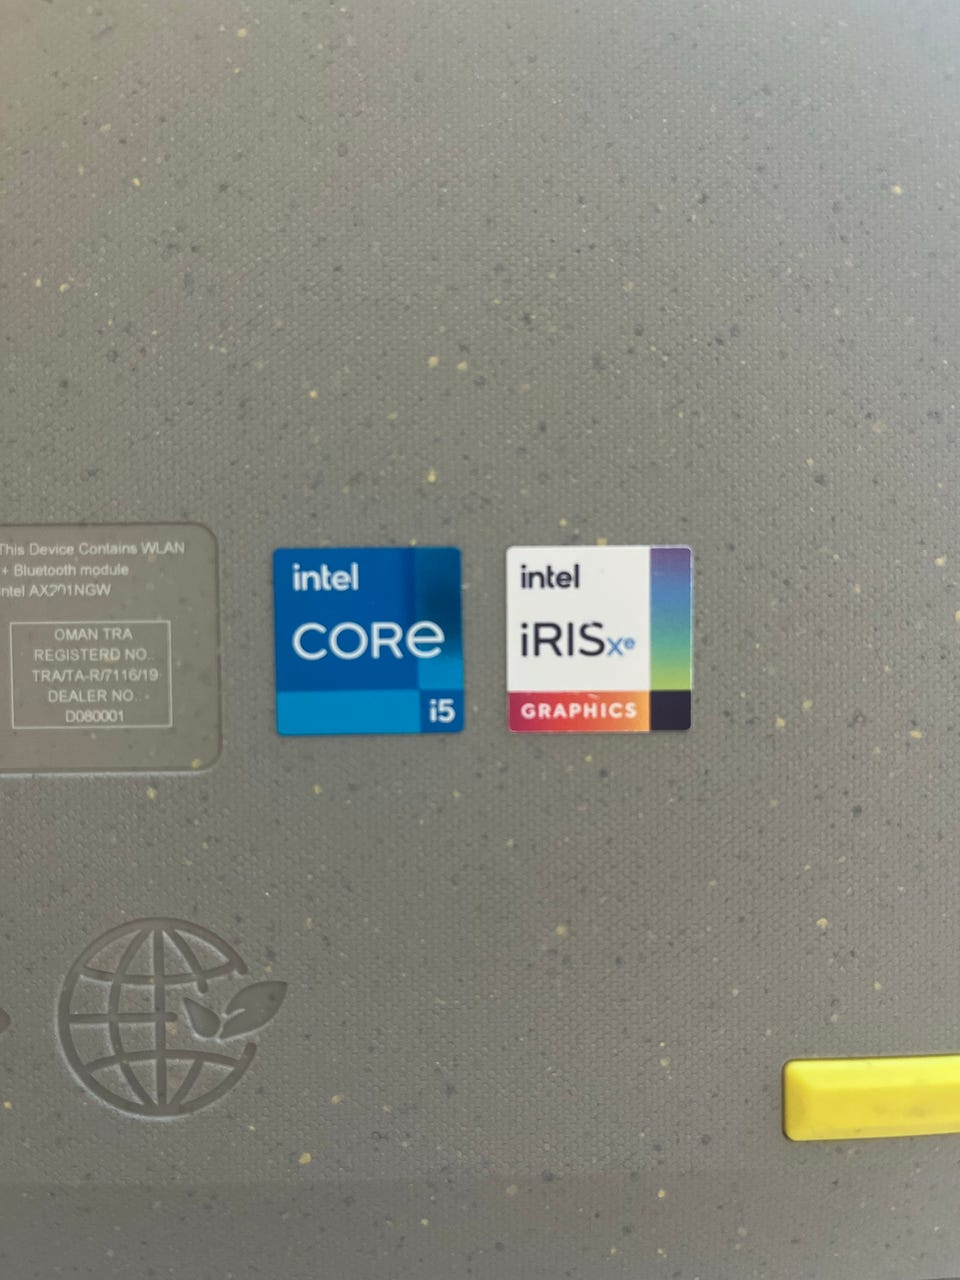 This Device Contains WLAN
+ Bluetooth module
ntel AX201NGW
OMAN TRA
REGISTERD NO..
TRA/TA-R/7116/19
DEALER NO..
D080001
intel
CORe
i5
intel
iRISxe
GRAPHICS